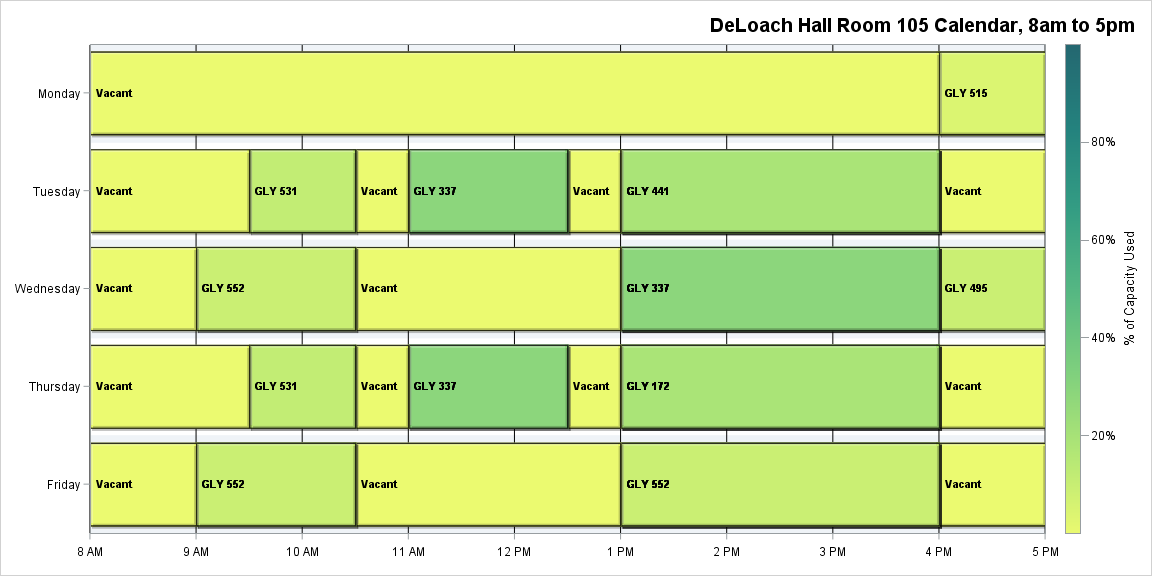 DeLoach Hall Room 105 Calendar, 8am to 5pm
Monday
Vacant
GLY 515
Tuesday
Vacant
GLY 531
Vacant
GLY 337
Vacant
GLY 441
Vacant
Wednesday
Vacant
GLY 552
Vacant
GLY 337
GLY 495
Thursday
Vacant
GLY 531
Vacant
GLY 337
Vacant
GLY 172
Vacant
Friday
Vacant
GLY 552
Vacant
GLY 552
Vacant
8 AM
9 AM
10 AM
11 AM
12 PM
1 PM
2 PM
3 PM
4 PM
5 PM
80%
60%
40%
20%
% of Capacity Used